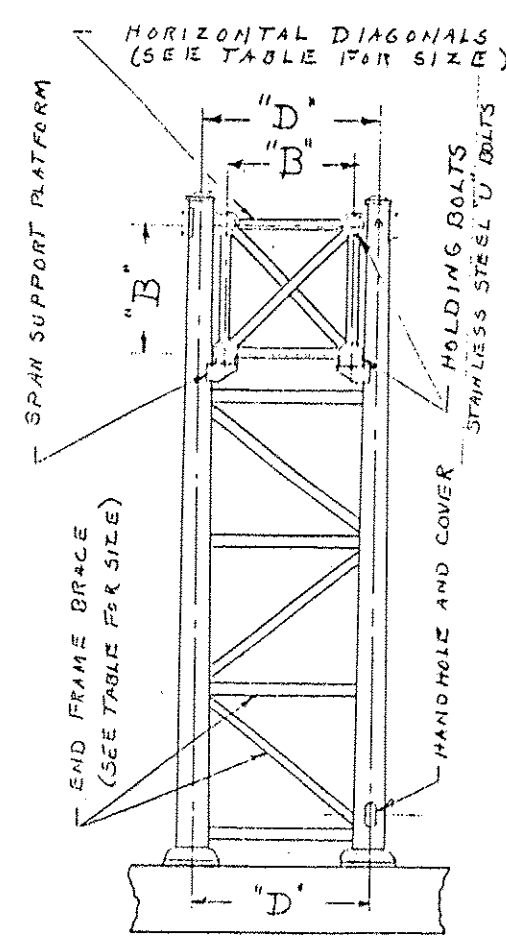 HORIZONTAL DIAGONALS
(SEE TABLE FOR SIZE)
"D"
"B"
"B"
SPAN SUPPORT PLATFORM
HOLDING BOLTS
STAINLESS STEEL "U" BOLTS
END FRAME BRACE
(SEE TABLE FOR SIZE)
HANDHOLE AND COVER
"D"